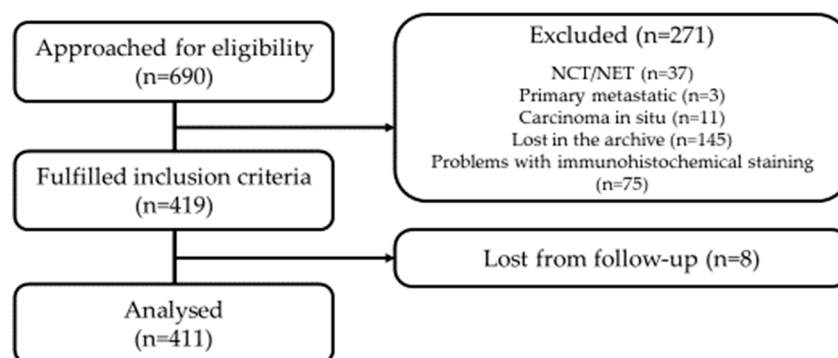 Approached for eligibility
(n=690)
Excluded (n=271)
NCT/NET (n=37)
Primary metastatic (n=3)
Carcinoma in situ (n=11)
Lost in the archive (n=145)
Problems with immunohistochemical staining
(n=75)
Fulfilled inclusion criteria
(n=419)
Lost from follow-up (n=8)
Analysed
(n=411)